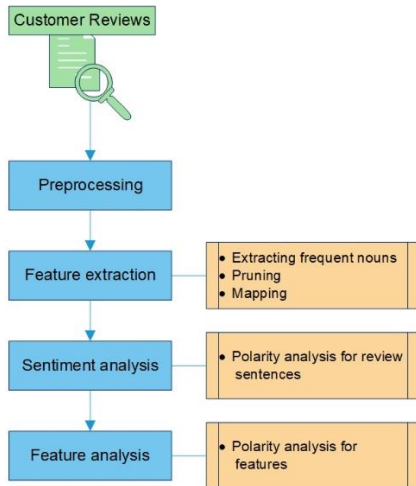 Customer Reviews
Preprocessing
Feature extraction
● Extracting frequent nouns
● Pruning
● Mapping
Sentiment analysis
● Polarity analysis for review
sentences
Feature analysis
● Polarity analysis for
features